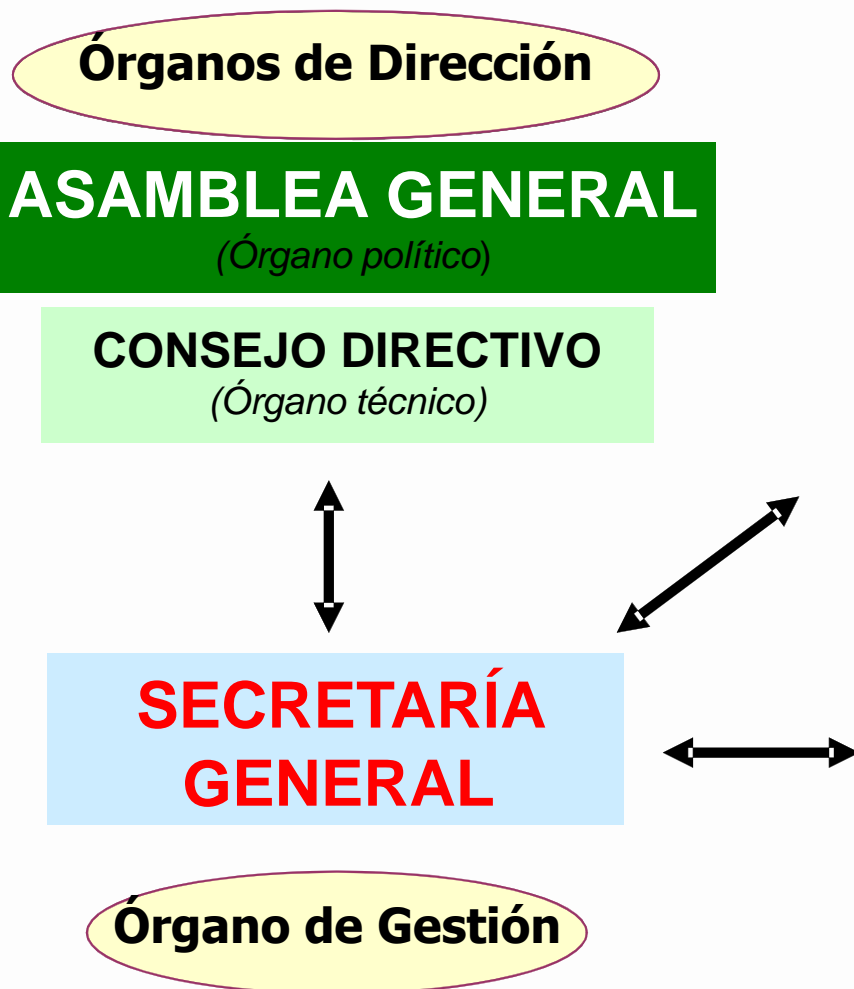 Órganos de Dirección
ASAMBLEA GENERAL
(Órgano político)
CONSEJO DIRECTIVO
(Órgano técnico)
SECRETARÍA
GENERAL
Órgano de Gestión